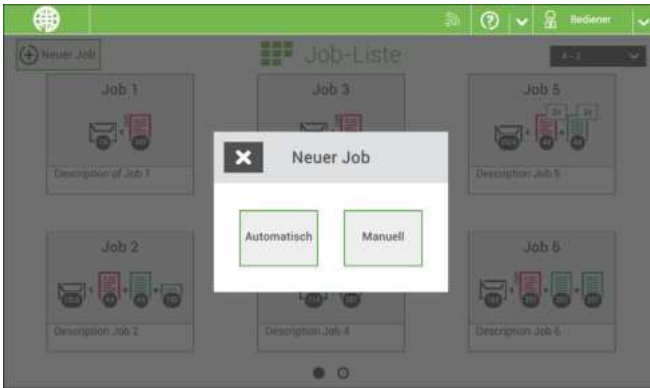 Bediener
Neuer Job
Job-Liste
A - Z
Job 1
Job 3
Job 5
Description of Job 1
Description Job 5
Neuer Job
Automatisch
Manuell
Job 2
Job 6
Description Job 2
Description Job 4
Description Job 6